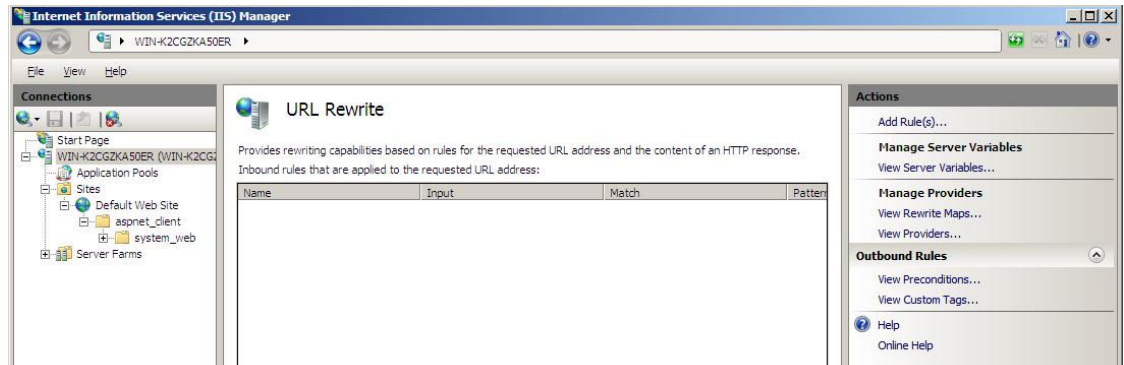 Internet Information Services (IIS) Manager
WIN-K2CGZKA50ER
File View Help
Connections
Start Page
WIN-K2CGZKA50ER (WIN-K2CGZ
Application Pools
Sites
Default Web Site
aspnet_client
system_web
Server Farms
URL Rewrite
Provides rewriting capabilities based on rules for the requested URL address and the content of an HTTP response.
Inbound rules that are applied to the requested URL address:
Name Input Match Pattern
Actions
Add Rule(s)...
Manage Server Variables
View Server Variables...
Manage Providers
View Rewrite Maps...
View Providers...
Outbound Rules
View Preconditions...
View Custom Tags...
Help
Online Help